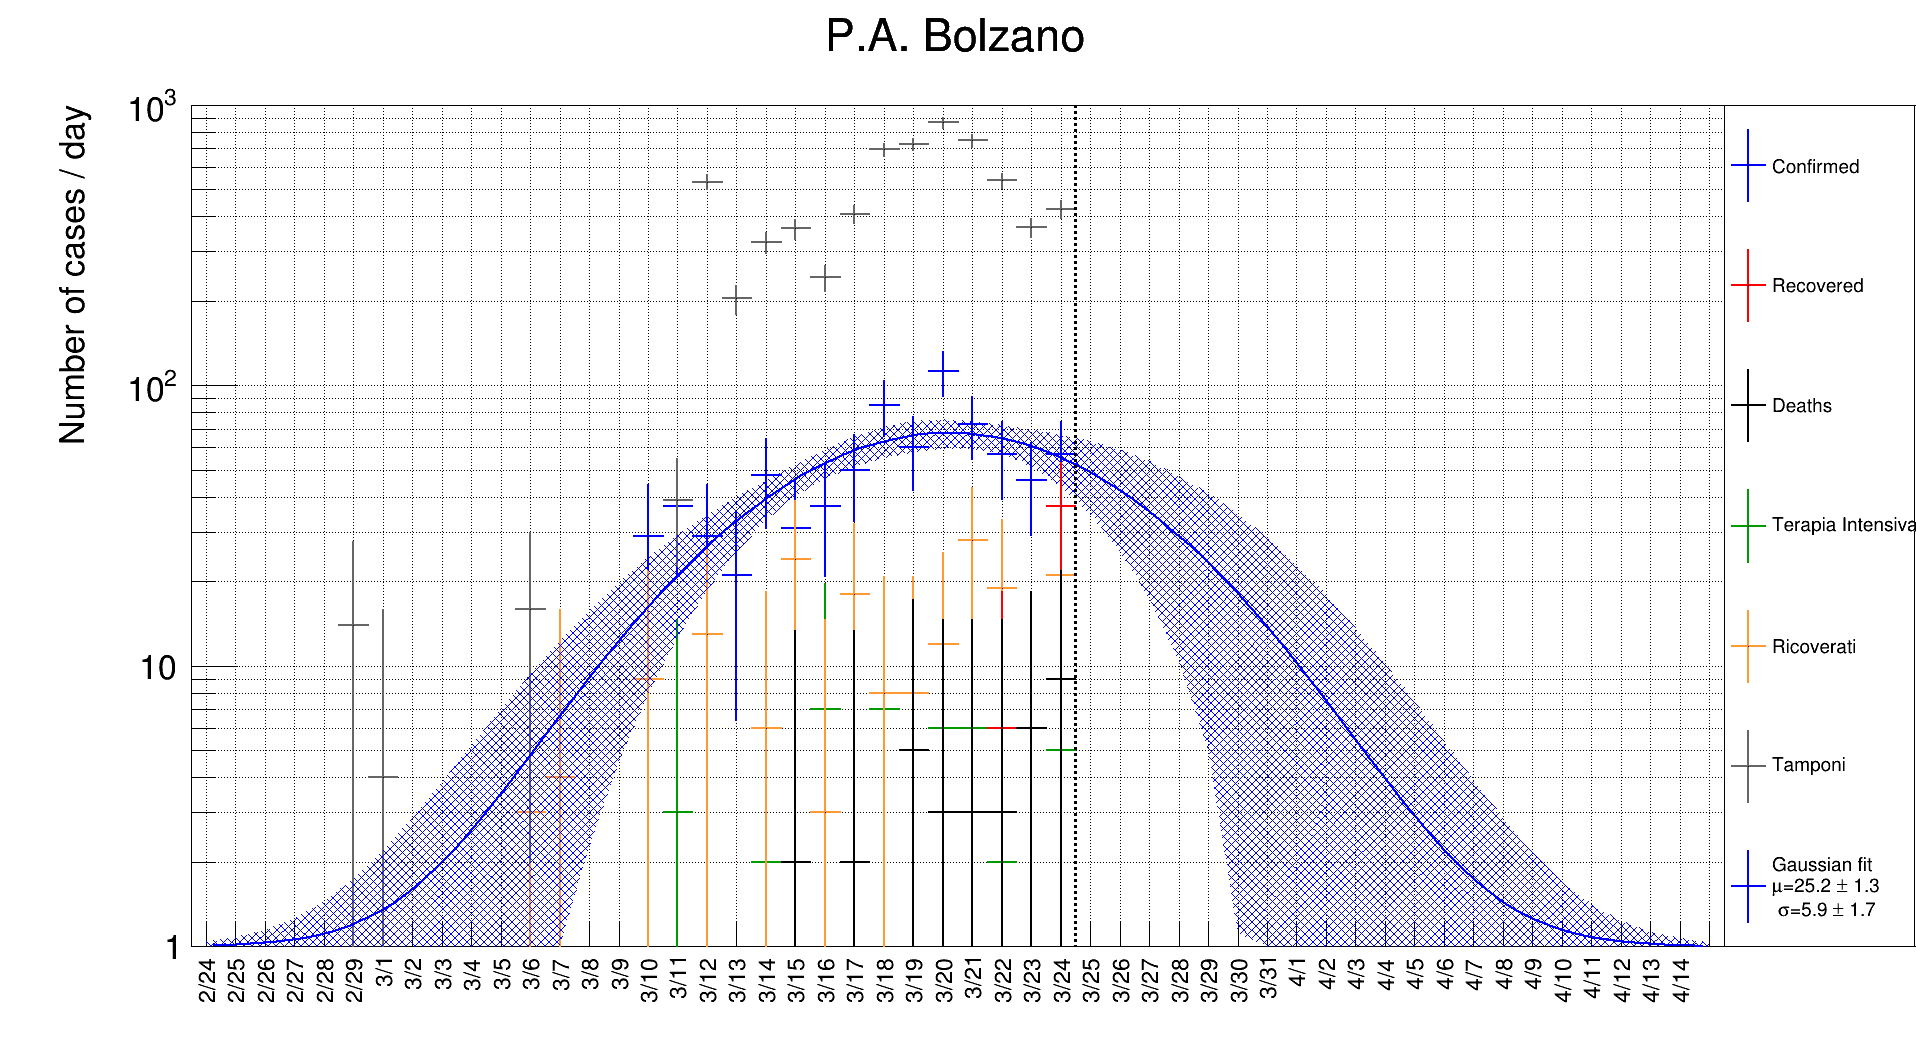 P.A. Bolzano
Number of cases / day
10³
10²
10
1
2/24 2/25 2/26 2/27 2/28 2/29 3/1 3/2 3/3 3/4 3/5 3/6 3/7 3/8 3/9 3/10 3/11 3/12 3/13 3/14 3/15 3/16 3/17 3/18 3/19 3/20 3/21 3/22 3/23 3/24 3/25 3/26 3/27 3/28 3/29 3/30 3/31 4/1 4/2 4/3 4/4 4/5 4/6 4/7 4/8 4/9 4/10 4/11 4/12 4/13 4/14
Confirmed
Recovered
Deaths
Terapia Intensiva
Ricoverati
Tamponi
Gaussian fit
μ=25.2 ± 1.3
σ=5.9 ± 1.7